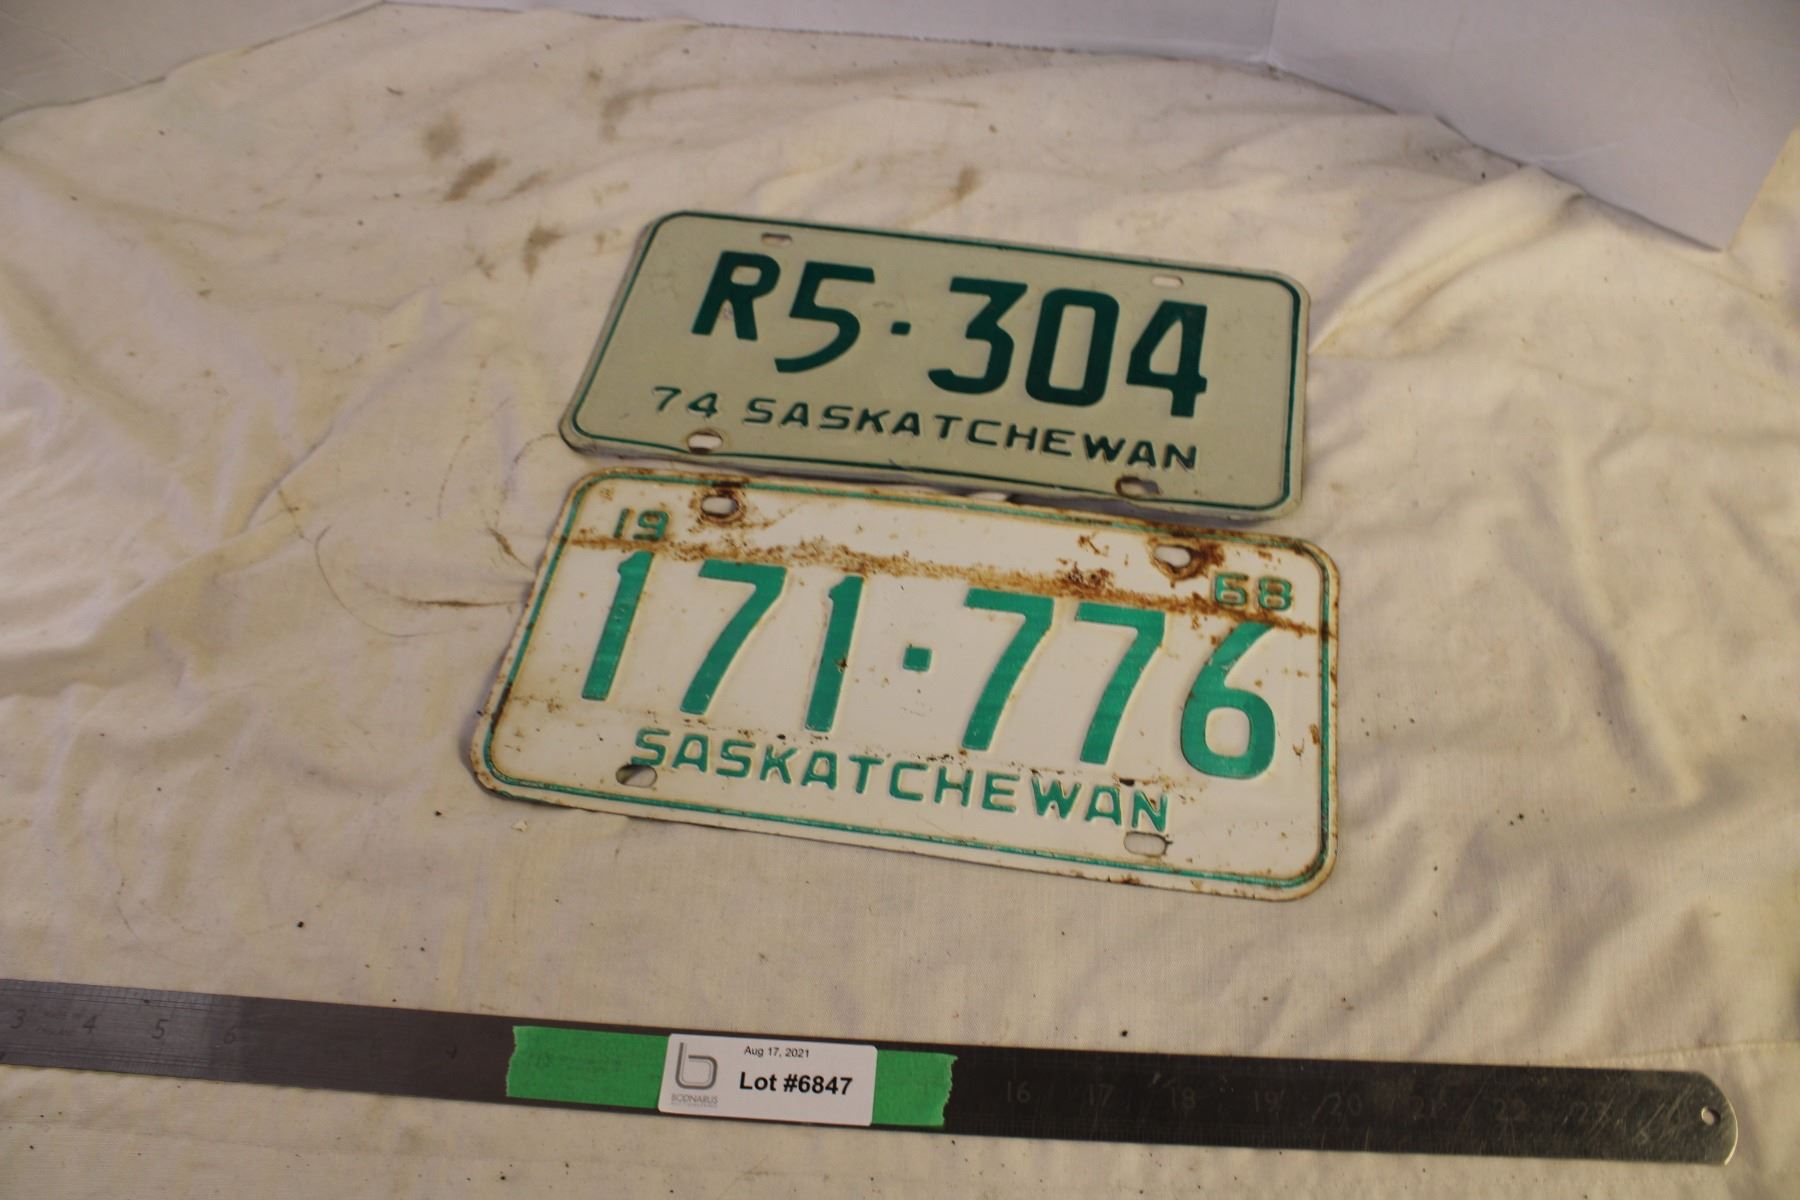 R5·304
74 SASKATCHEWAN
19 68
171·776
SASKATCHEWAN
3 4 5 6
Aug 17, 2021
Lot #6847
BODNARUS
16 17 18 19 20 21 22